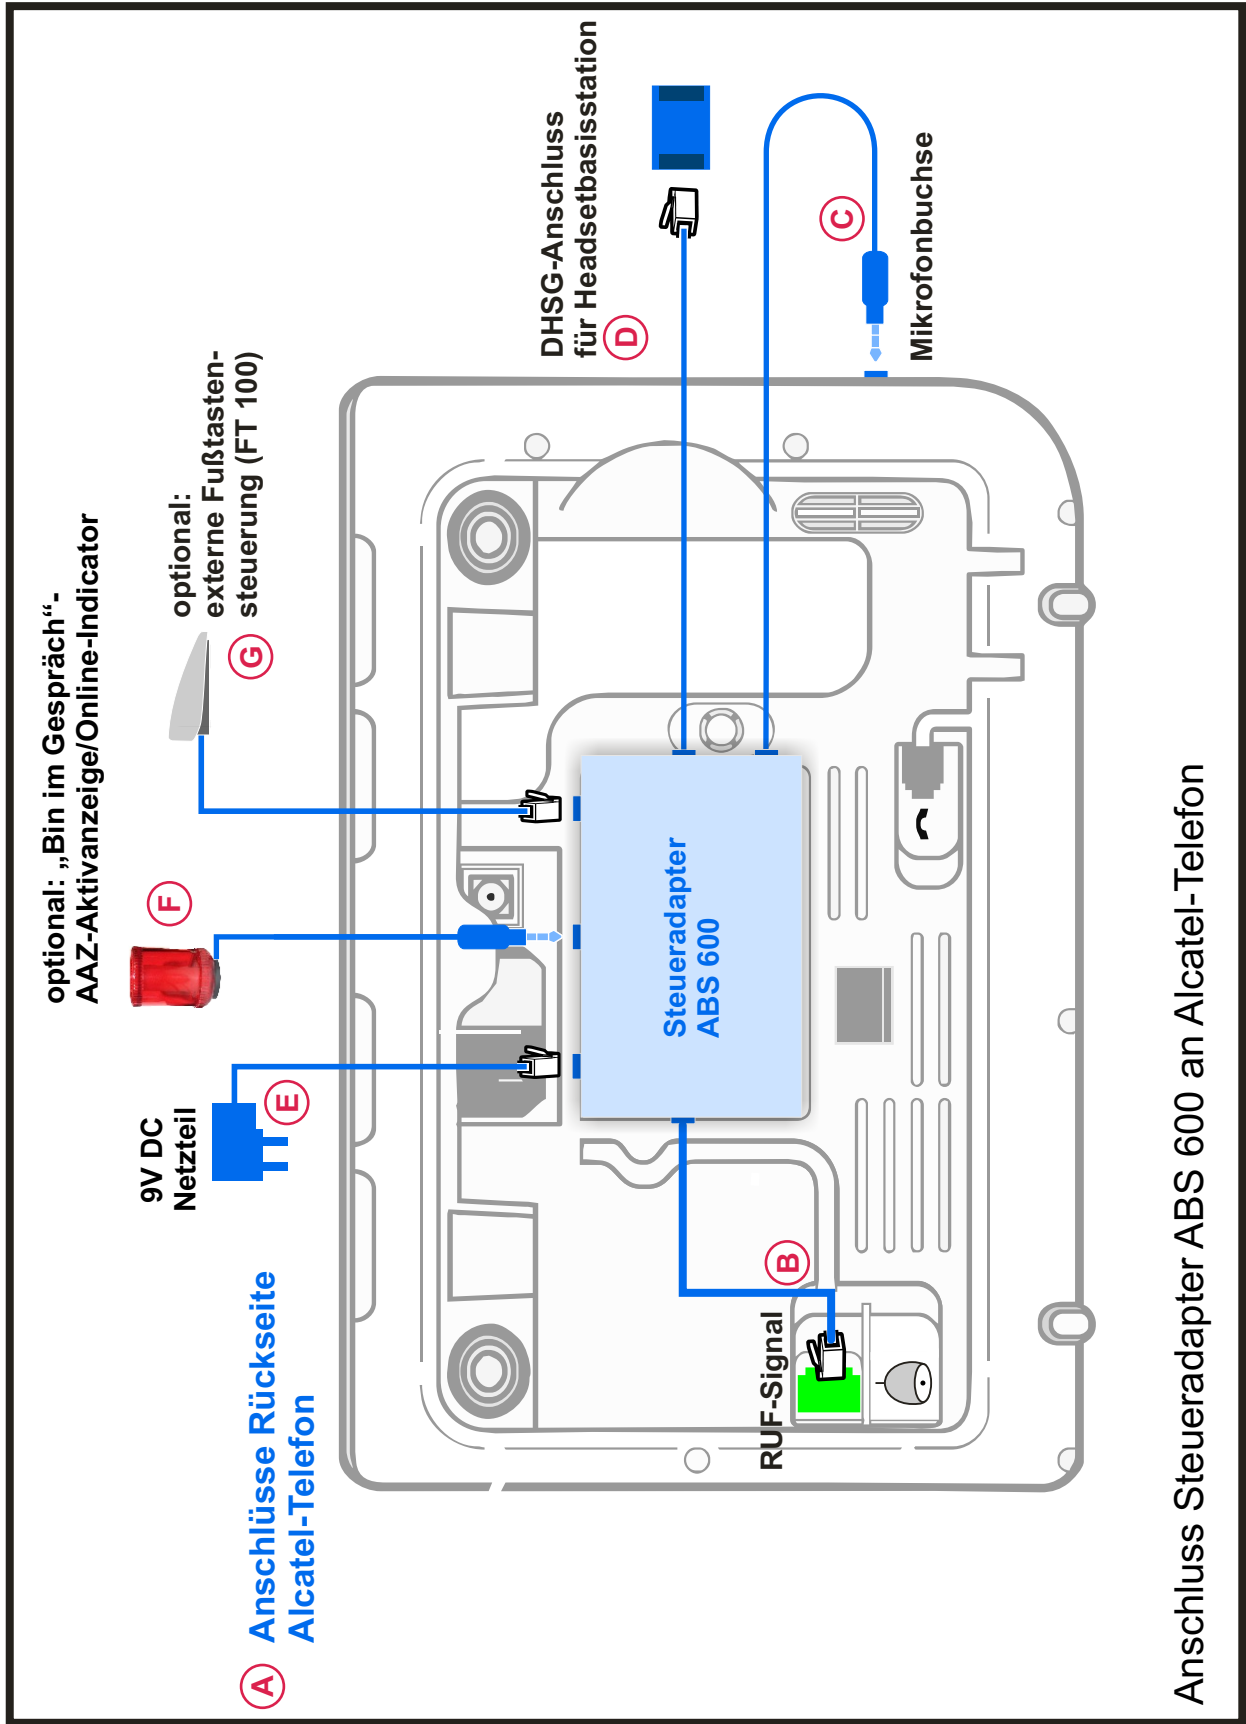 A
Anschlüsse Rückseite
Alcatel-Telefon
9V DC
Netzteil
E
optional: „Bin im Gespräch“-
AAZ-Aktivanzeige/Online-Indicator
F
optional:
externe Fußtasten-
steuerung (FT 100)
G
DHSG-Anschluss
für Headsetbasisstation
D
C
Mikrofonbuchse
Steueradapter
ABS 600
B
RUF-Signal
Anschluss Steueradapter ABS 600 an Alcatel-Telefon